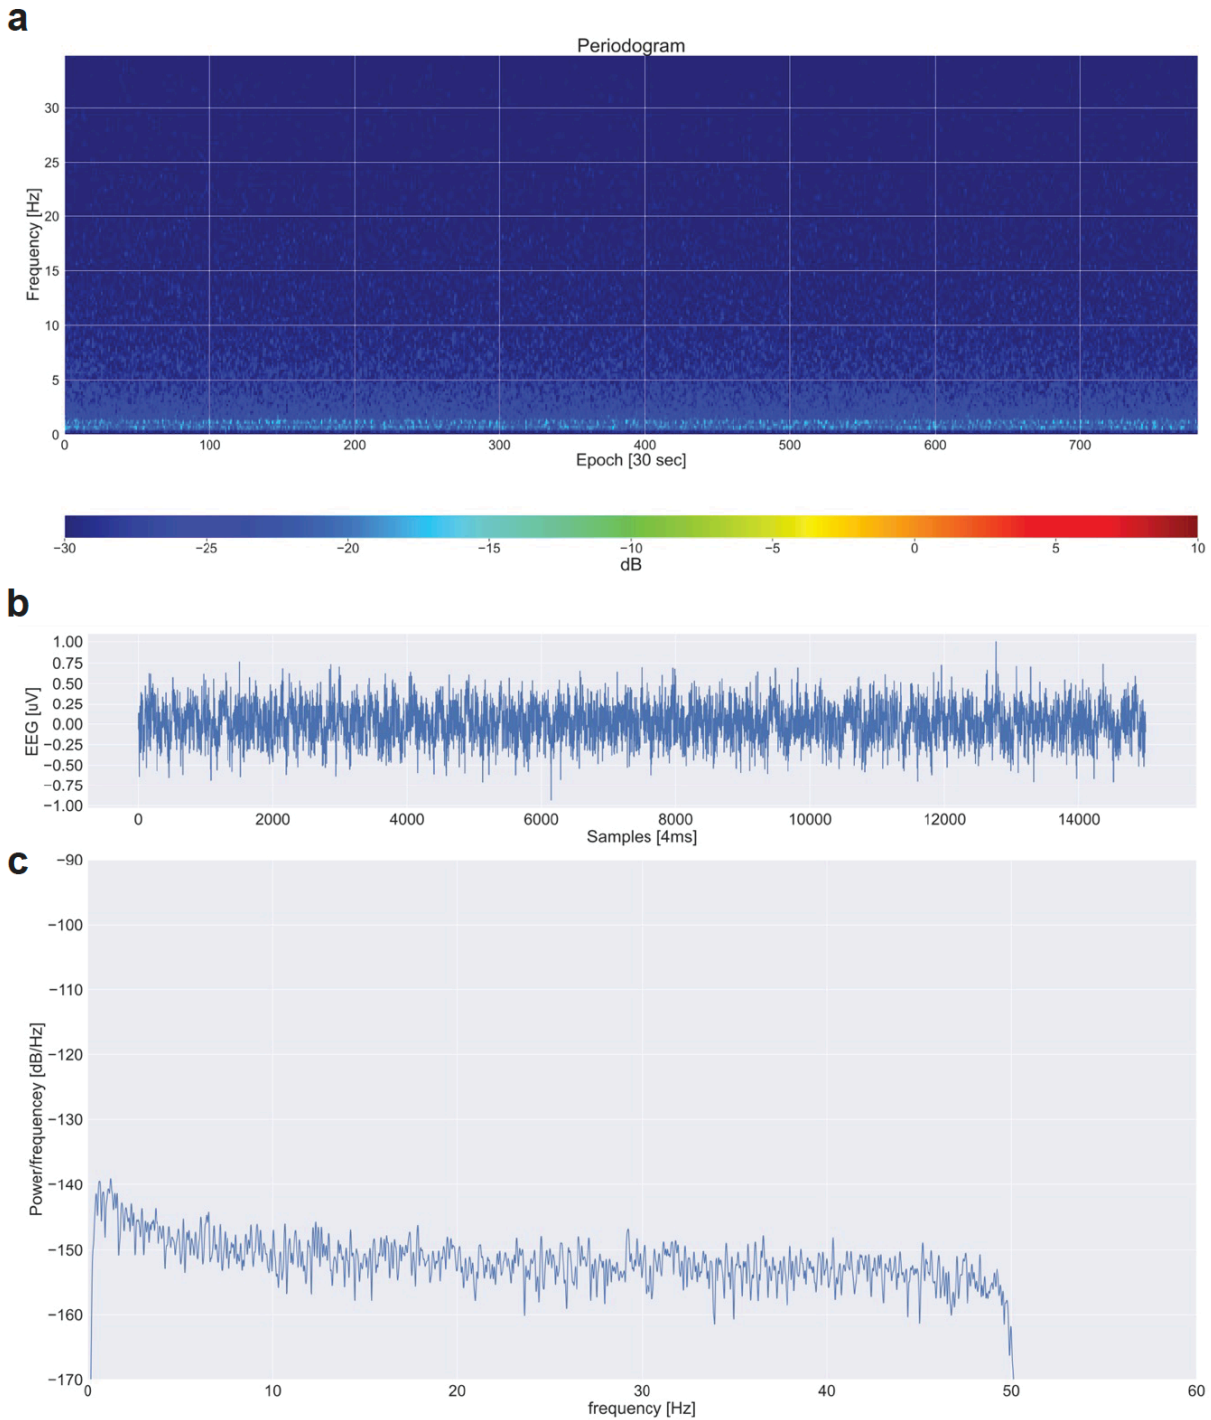 a
Periodogram
30
25
20
15
10
5
0
Frequency [Hz]
0 100 200 300 400 500 600 700
Epoch [30 sec]
−30 −25 −20 −15 −10 −5 0 5 10
dB
b
1.00
0.75
0.50
0.25
0.00
−0.25
−0.50
−0.75
−1.00
EEG [uV]
0 2000 4000 6000 8000 10000 12000 14000
Samples [4ms]
c
−90
−100
−110
−120
−130
−140
−150
−160
−170
Power/frequencey [dB/Hz]
0 10 20 30 40 50 60
frequency [Hz]